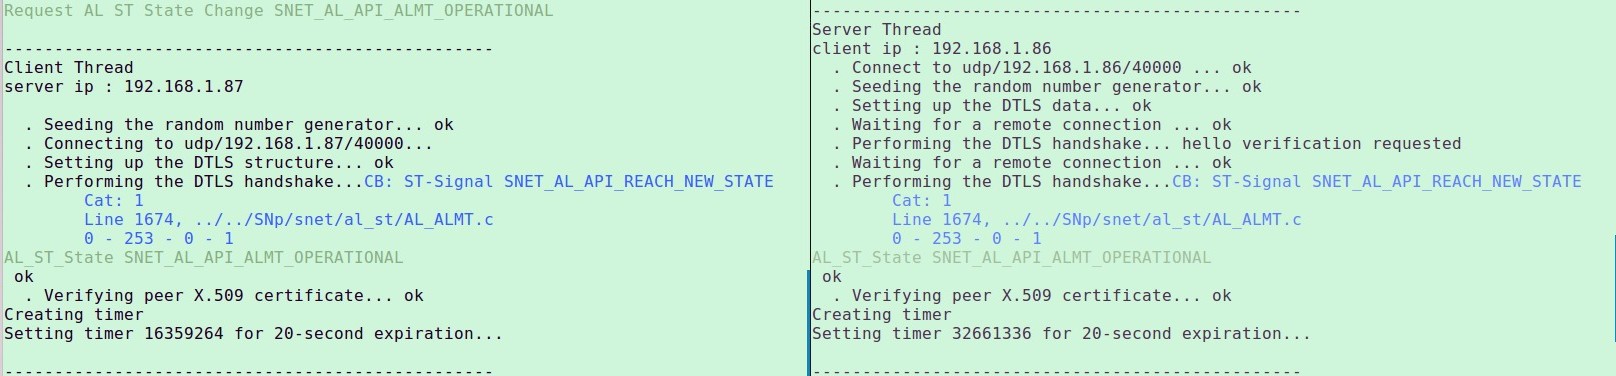 Request AL ST State Change SNET_AL_API_ALMT_OPERATIONAL
-------------------------------------------------
Client Thread
server ip : 192.168.1.87
. Seeding the random number generator... ok
. Connecting to udp/192.168.1.87/40000...
. Setting up the DTLS structure... ok
. Performing the DTLS handshake...CB: ST-Signal SNET_AL_API_REACH_NEW_STATE
Cat: 1
Line 1674, ../../SNp/snet/al_st/AL_ALMT.c
0 - 253 - 0 - 1
AL_ST_State SNET_AL_API_ALMT_OPERATIONAL
ok
. Verifying peer X.509 certificate... ok
Creating timer
Setting timer 16359264 for 20-second expiration...
-------------------------------------------------
-------------------------------------------------
Server Thread
client ip : 192.168.1.86
. Connect to udp/192.168.1.86/40000 ... ok
. Seeding the random number generator... ok
. Setting up the DTLS data... ok
. Waiting for a remote connection ... ok
. Performing the DTLS handshake... hello verification requested
. Waiting for a remote connection ... ok
. Performing the DTLS handshake...CB: ST-Signal SNET_AL_API_REACH_NEW_STATE
Cat: 1
Line 1674, ../../SNp/snet/al_st/AL_ALMT.c
0 - 253 - 0 - 1
AL_ST_State SNET_AL_API_ALMT_OPERATIONAL
ok
. Verifying peer X.509 certificate... ok
Creating timer
Setting timer 32661336 for 20-second expiration...
-------------------------------------------------